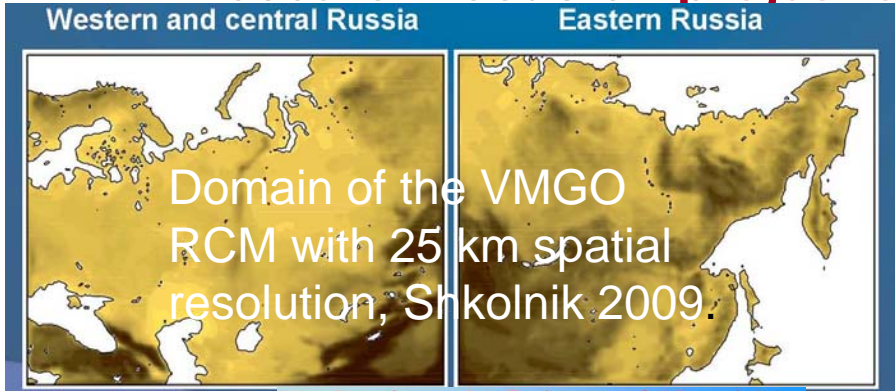 Western and central Russia
Eastern Russia
Domain of the VMGO
RCM with 25 km spatial
resolution, Shkolnik 2009.